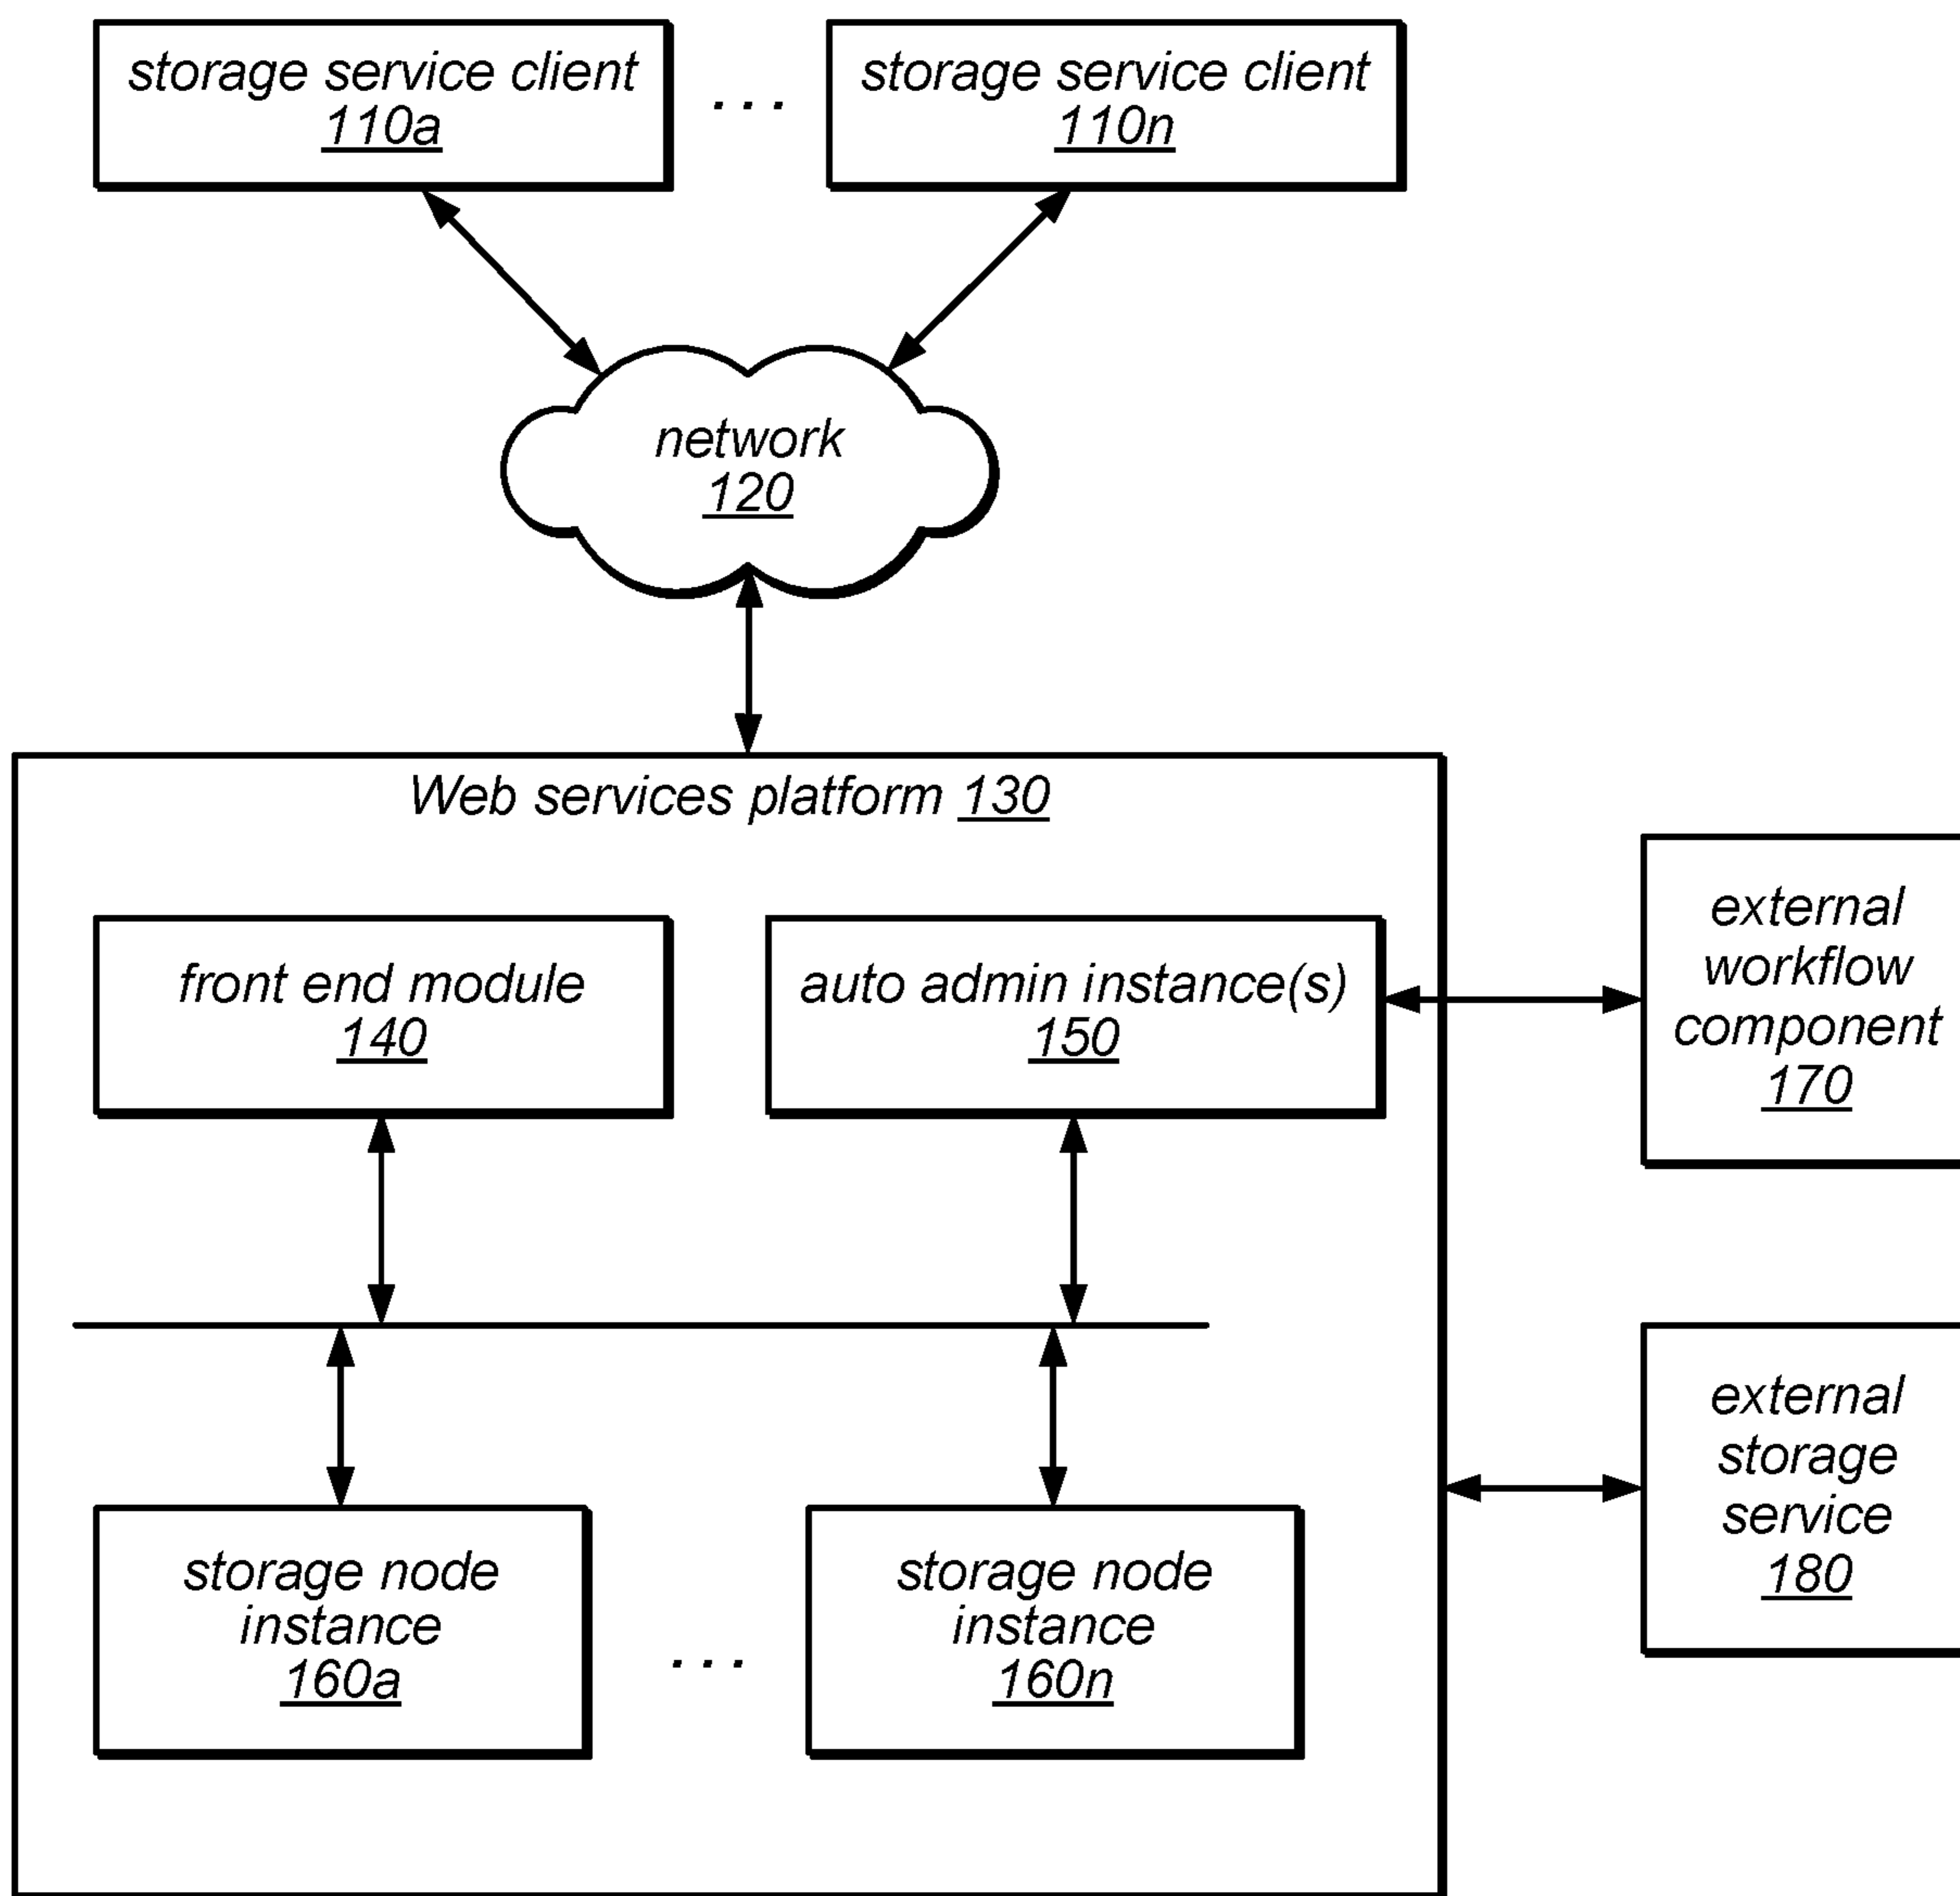 storage service client
110a
...
storage service client
110n
network
120
Web services platform 130
front end module
140
auto admin instance(s)
150
external
workflow
component
170
external
storage
service
180
storage node
instance
160a
...
storage node
instance
160n